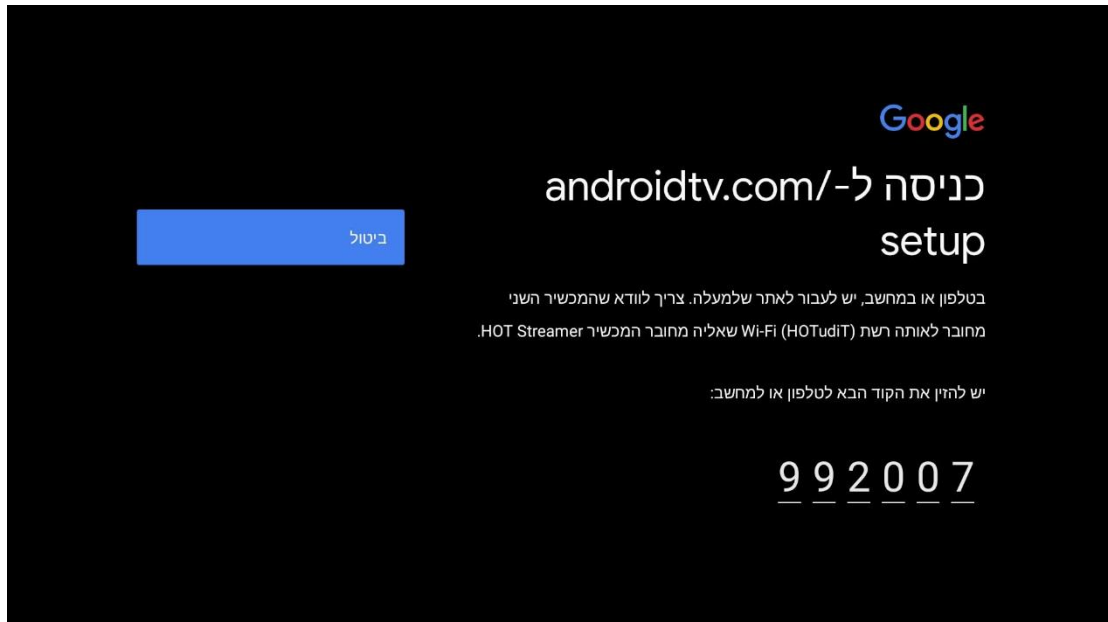 Google
כניסה ל-/androidtv.com
setup
ביטול
בטלפון או במחשב, יש לעבור לאתר שלמעלה. צריך לוודא שהמכשיר השני
מחובר לאותה רשת Wi-Fi (HOTudiT) שאליה מחובר המכשיר HOT Streamer.
יש להזין את הקוד הבא לטלפון או למחשב:
992007